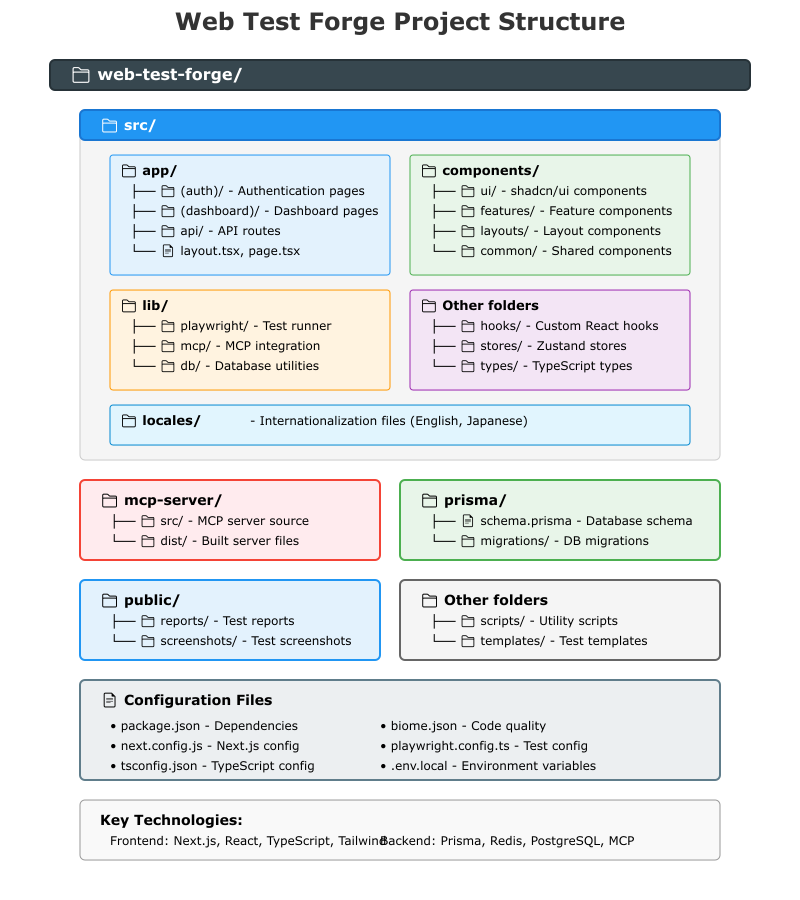 Web Test Forge Project Structure
web-test-forge/
src/
app/
├── (auth)/ - Authentication pages
├── (dashboard)/ - Dashboard pages
├── api/ - API routes
└── layout.tsx, page.tsx
components/
├── ui/ - shadcn/ui components
├── features/ - Feature components
├── layouts/ - Layout components
└── common/ - Shared components
lib/
├── playwright/ - Test runner
├── mcp/ - MCP integration
└── db/ - Database utilities
Other folders
├── hooks/ - Custom React hooks
├── stores/ - Zustand stores
└── types/ - TypeScript types
locales/ - Internationalization files (English, Japanese)
mcp-server/
├── src/ - MCP server source
└── dist/ - Built server files
prisma/
├── schema.prisma - Database schema
└── migrations/ - DB migrations
public/
├── reports/ - Test reports
└── screenshots/ - Test screenshots
Other folders
├── scripts/ - Utility scripts
└── templates/ - Test templates
Configuration Files
• package.json - Dependencies
• next.config.js - Next.js config
• tsconfig.json - TypeScript config
• biome.json - Code quality
• playwright.config.ts - Test config
• .env.local - Environment variables
Key Technologies:
Frontend: Next.js, React, TypeScript, Tailwind
Backend: Prisma, Redis, PostgreSQL, MCP